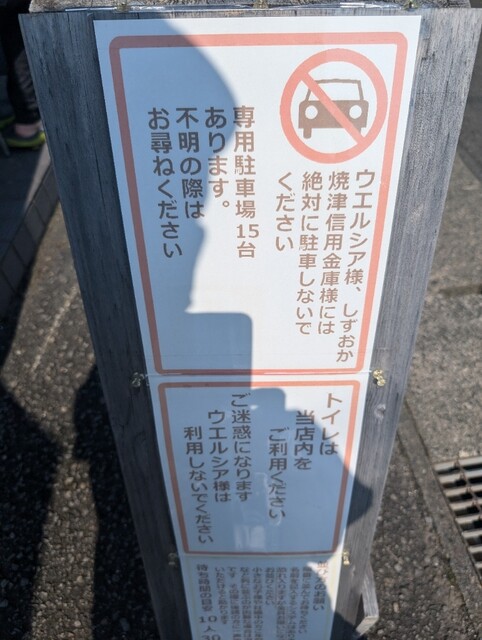 ウエルシア様、しずおか
焼津信用金庫様には
絶対に駐車しないで
ください
専用駐車場15台
あります。
不明の際は
お尋ねください
トイレは
当店内を
ご利用ください
ご迷惑になります
ウエルシア様は
利用しないでください